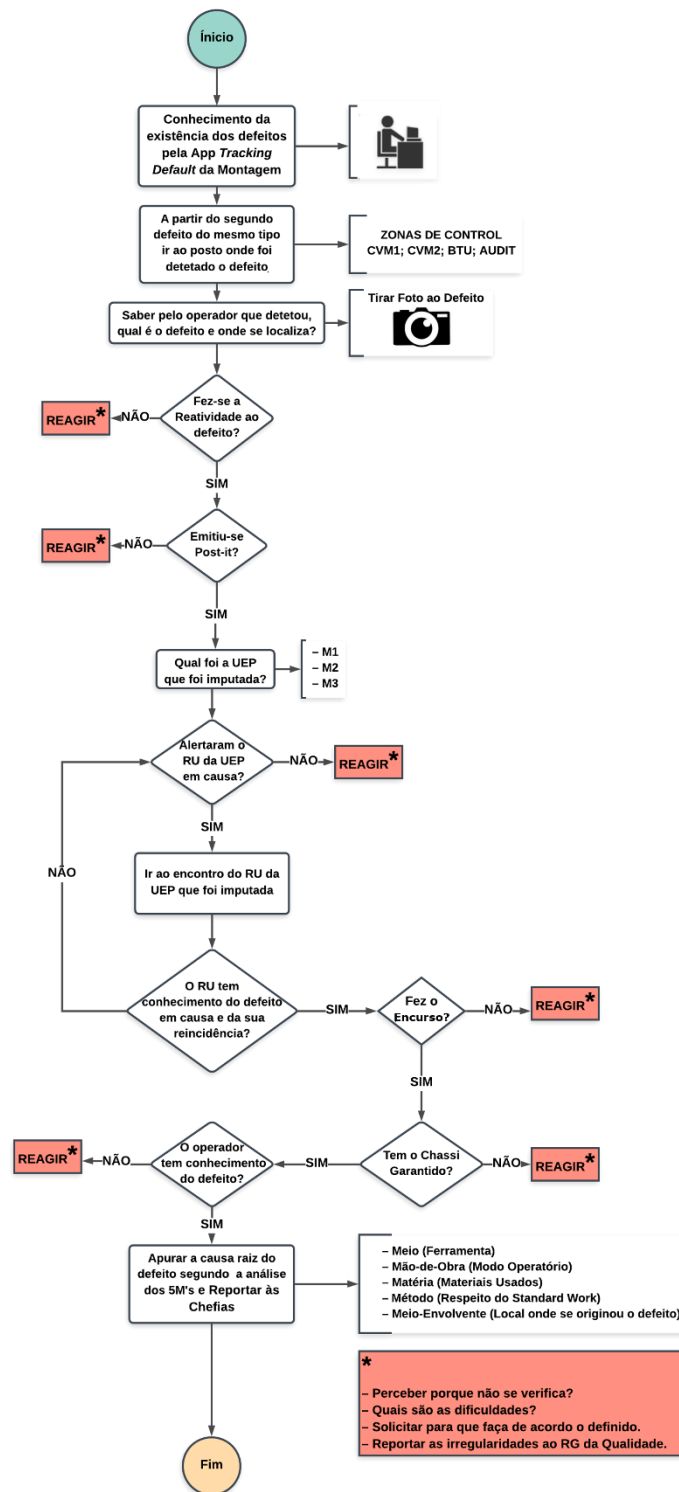 Ínicio
Conhecimento da
existência dos defeitos
pela App Tracking
Default da Montagem
A partir do segundo
defeito do mesmo tipo
ir ao posto onde foi
detetado o defeito
ZONAS DE CONTROL
CVM1; CVM2; BTU; AUDIT
Saber pelo operador que detetou,
qual é o defeito e onde se localiza?
Tirar Foto ao Defeito
Fez-se a
Reatividade ao
defeito?
NÃO
REAGIR*
SIM
Emitiu-se
Post-it?
NÃO
REAGIR*
SIM
Qual foi a UEP
que foi imputada?
– M1
– M2
– M3
Alertaram o
RU da UEP
em causa?
NÃO
REAGIR*
SIM
Ir ao encontro do RU da
UEP que foi imputada
NÃO
O RU tem
conhecimento do defeito
em causa e da sua
reincidência?
SIM
Fez o
Encurso?
NÃO
REAGIR*
SIM
Tem o Chassi
Garantido?
NÃO
REAGIR*
SIM
O operador
tem conhecimento
do defeito?
NÃO
REAGIR*
SIM
Apurar a causa raiz do
defeito segundo a análise
dos 5M's e Reportar às
Chefias
– Meio (Ferramenta)
– Mão-de-Obra (Modo Operatório)
– Matéria (Materiais Usados)
– Método (Respeito do Standard Work)
– Meio-Envolvente (Local onde se originou o defeito)
*
– Perceber porque não se verifica?
– Quais são as dificuldades?
– Solicitar para que faça de acordo o definido.
– Reportar as irregularidades ao RG da Qualidade.
Fim